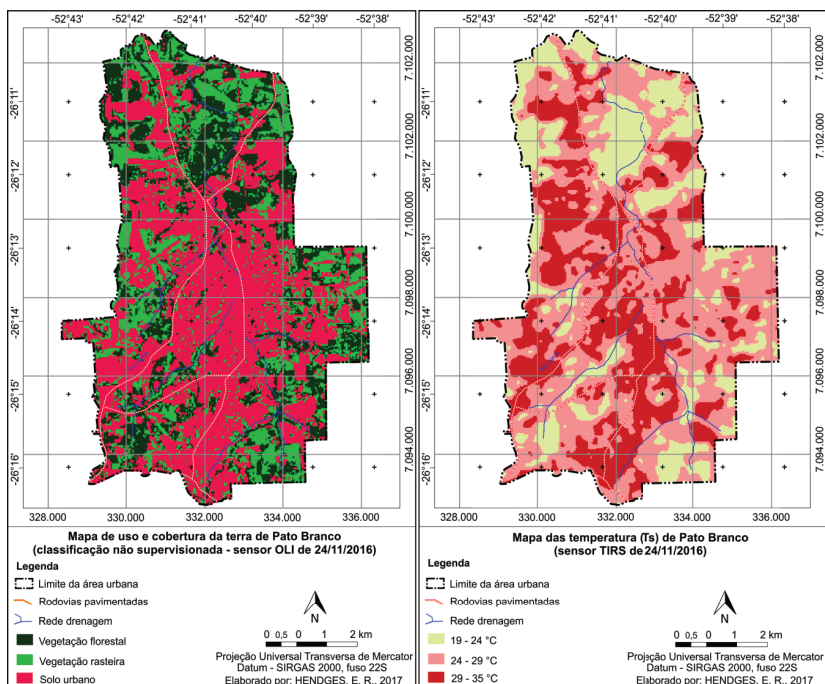 -52°43' -52°42' -52°41' -52°40' -52°39' -52°38'
-26°11'
-26°12'
-26°13'
-26°14'
-26°15'
-26°16'
7.102.000
7.102.000
7.100.000
7.098.000
7.096.000
7.094.000
328.000 330.000 332.000 334.000 336.000
Mapa de uso e cobertura da terra de Pato Branco
(classificação não supervisionada - sensor OLI de 24/11/2016)
Legenda
Limite da área urbana
Rodovias pavimentadas
Rede drenagem
Vegetação florestal
Vegetação rasteira
Solo urbano
N
0 0,5 0 1 2 km
Projeção Universal Transversa de Mercator
Datum - SIRGAS 2000, fuso 22S
Elaborado por: HENDGES, E. R., 2017
-52°43' -52°42' -52°41' -52°40' -52°39' -52°38'
-26°11'
-26°12'
-26°13'
-26°14'
-26°15'
-26°16'
7.102.000
7.102.000
7.100.000
7.098.000
7.096.000
7.094.000
328.000 330.000 332.000 334.000 336.000
Mapa das temperatura (Ts) de Pato Branco
(sensor TIRS de 24/11/2016)
Legenda
Limite da área urbana
Rodovias pavimentadas
Rede drenagem
19 - 24 °C
24 - 29 °C
29 - 35 °C
N
0 0,5 0 1 2 km
Projeção Universal Transversa de Mercator
Datum - SIRGAS 2000, fuso 22S
Elaborado por: HENDGES, E. R., 2017